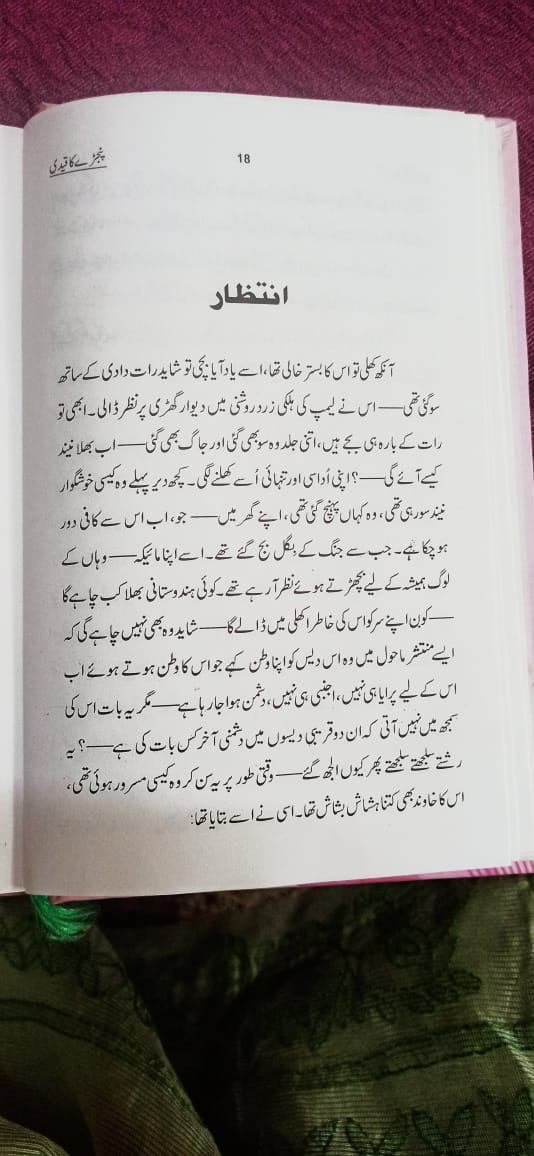 پنجڑے کا قیدی
18
انتظار
آنکھ کھلی تو اس کا بستر خالی تھا، اسے یاد آیا بچی تو شاید رات دادی کے ساتھ
سو گئی تھی — اس نے لیمپ کی ہلکی زرد روشنی میں دیوار گھڑی پر نظر ڈالی۔ ابھی تو
رات کے بارہ ہی بجے ہیں، اتنی جلد وہ سو بھی گئی اور جاگ بھی گئی — اب بھلا نیند
کیسے آئے گی —؟ اپنی اُداسی اور تنہائی اُسے کھلنے لگی۔ کچھ دیر پہلے وہ کیسی خوشگوار
نیند سو رہی تھی، وہ کہاں پہنچ گئی تھی، اپنے گھر میں — جو، اب اس سے کافی دور
ہو چکا ہے۔ جب سے جنگ کے بِگل بج گئے تھے۔ اسے اپنا مائیکہ — وہاں کے
لوگ ہمیشہ کے لیے بچھڑتے ہوئے نظر آ رہے تھے۔ کوئی ہندوستانی بھلا کب چاہے گا
— کون اپنے سر کو اس کی خاطر اکھلی میں ڈالے گا — شاید وہ بھی نہیں چاہے گی کہ
ایسے منتشر ماحول میں وہ اس دیس کو اپنا وطن کہے جو اس کا وطن ہوتے ہوئے اب
اس کے لیے پرایا ہی نہیں، اجنبی ہی نہیں، دشمن ہوا جا رہا ہے — مگر یہ بات اس کی
سمجھ میں نہیں آتی کہ ان دو قریبی دیسوں میں دشمنی آخر کس بات کی ہے —؟ یہ
رشتے سلجھتے سلجھتے پھر کیوں الجھ گئے — وقتی طور پر یہ سن کر وہ کیسی مسرور ہوئی تھی،
اس کا خاوند بھی کتنا ہشاش بشاش تھا۔ اسی نے اسے بتایا تھا: